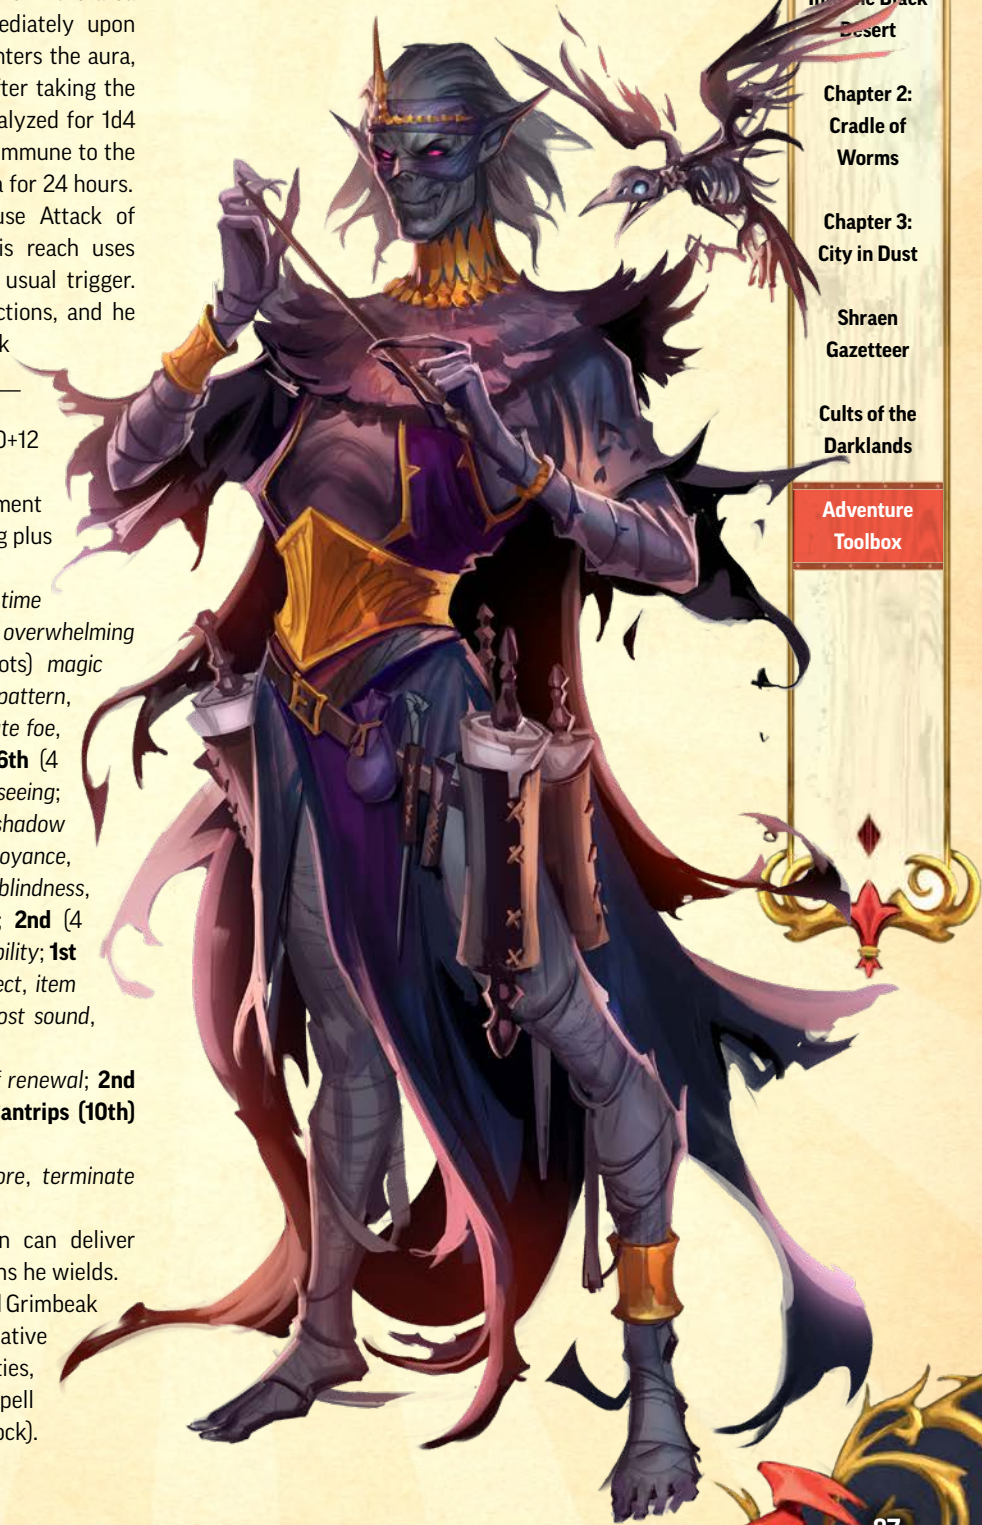 ediately upon
nters the aura,
fter taking the
alyzed for 1d4
mmune to the
a for 24 hours.
use Attack of
is reach uses
usual trigger.
ctions, and he
k
0+12
ment
g plus
time
overwhelming
ots) magic
pattern,
te foe,
6th (4
seeing;
shadow
oyance,
blindness,
; 2nd (4
bility; 1st
ect, item
ost sound,
f renewal; 2nd
antrips (10th)
ore, terminate
n can deliver
ns he wields.
d Grimbeak
ative
ties,
pell
ock).
Desert
Chapter 2:
Cradle of
Worms
Chapter 3:
City in Dust
Shraen
Gazetteer
Cults of the
Darklands
Adventure
Toolbox